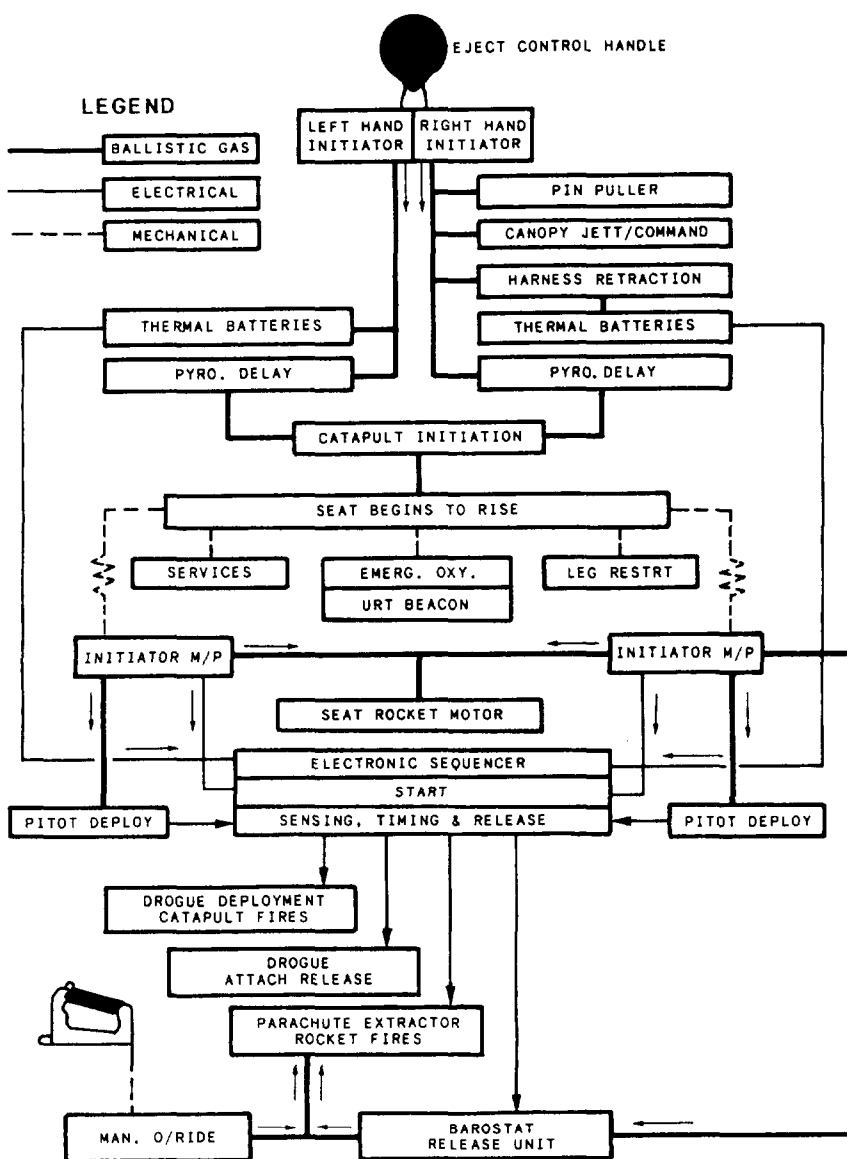 EJECT CONTROL HANDLE
LEGEND
BALLISTIC GAS
ELECTRICAL
MECHANICAL
LEFT HAND
INITIATOR
RIGHT HAND
INITIATOR
PIN PULLER
CANOPY JETT/COMMAND
HARNESS RETRACTION
THERMAL BATTERIES
THERMAL BATTERIES
PYRO. DELAY
PYRO. DELAY
CATAPULT INITIATION
SEAT BEGINS TO RISE
SERVICES
EMERG. OXY.
URT BEACON
LEG RESTRT
INITIATOR M/P
INITIATOR M/P
SEAT ROCKET MOTOR
ELECTRONIC SEQUENCER
START
SENSING, TIMING & RELEASE
PITOT DEPLOY
PITOT DEPLOY
DROGUE DEPLOYMENT
CATAPULT FIRES
DROGUE
ATTACH RELEASE
PARACHUTE EXTRACTOR
ROCKET FIRES
MAN. O/RIDE
BAROSTAT
RELEASE UNIT